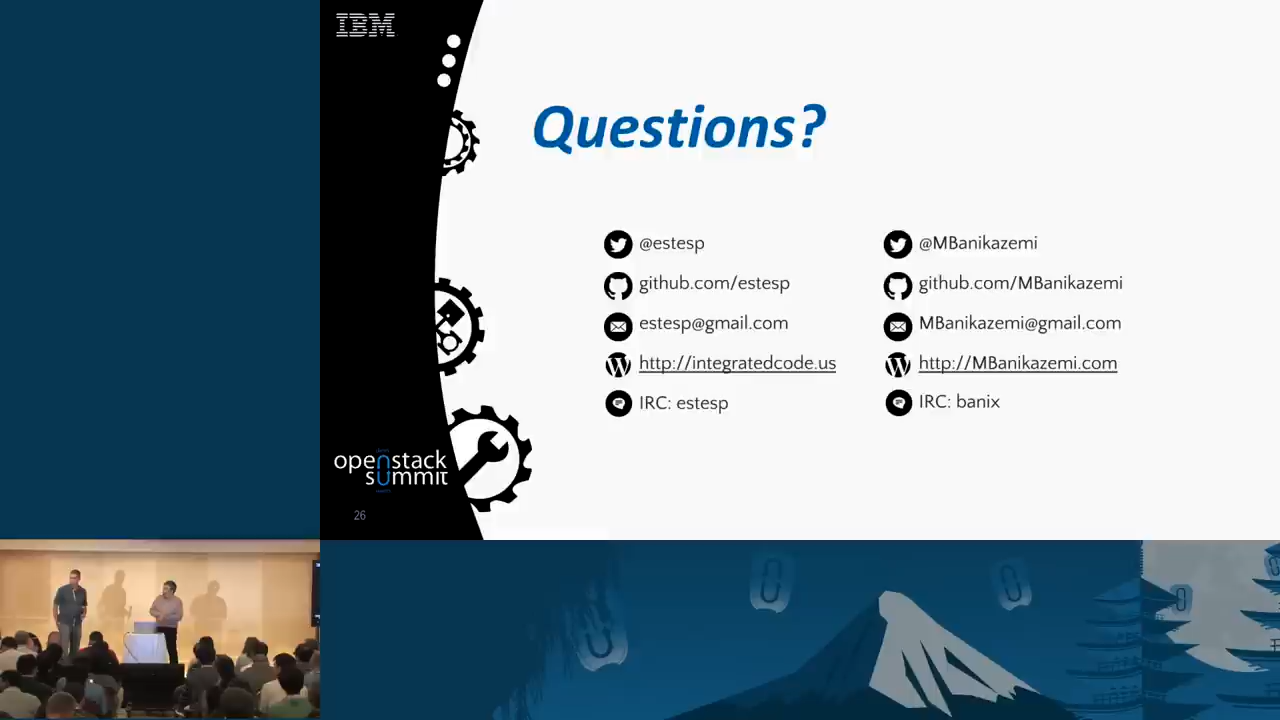 IBM
Questions?
@estesp
github.com/estesp
estesp@gmail.com
http://integratedcode.us
IRC: estesp
@MBanikazemi
github.com/MBanikazemi
MBanikazemi@gmail.com
http://MBanikazemi.com
IRC: banix
openstack
summit
26